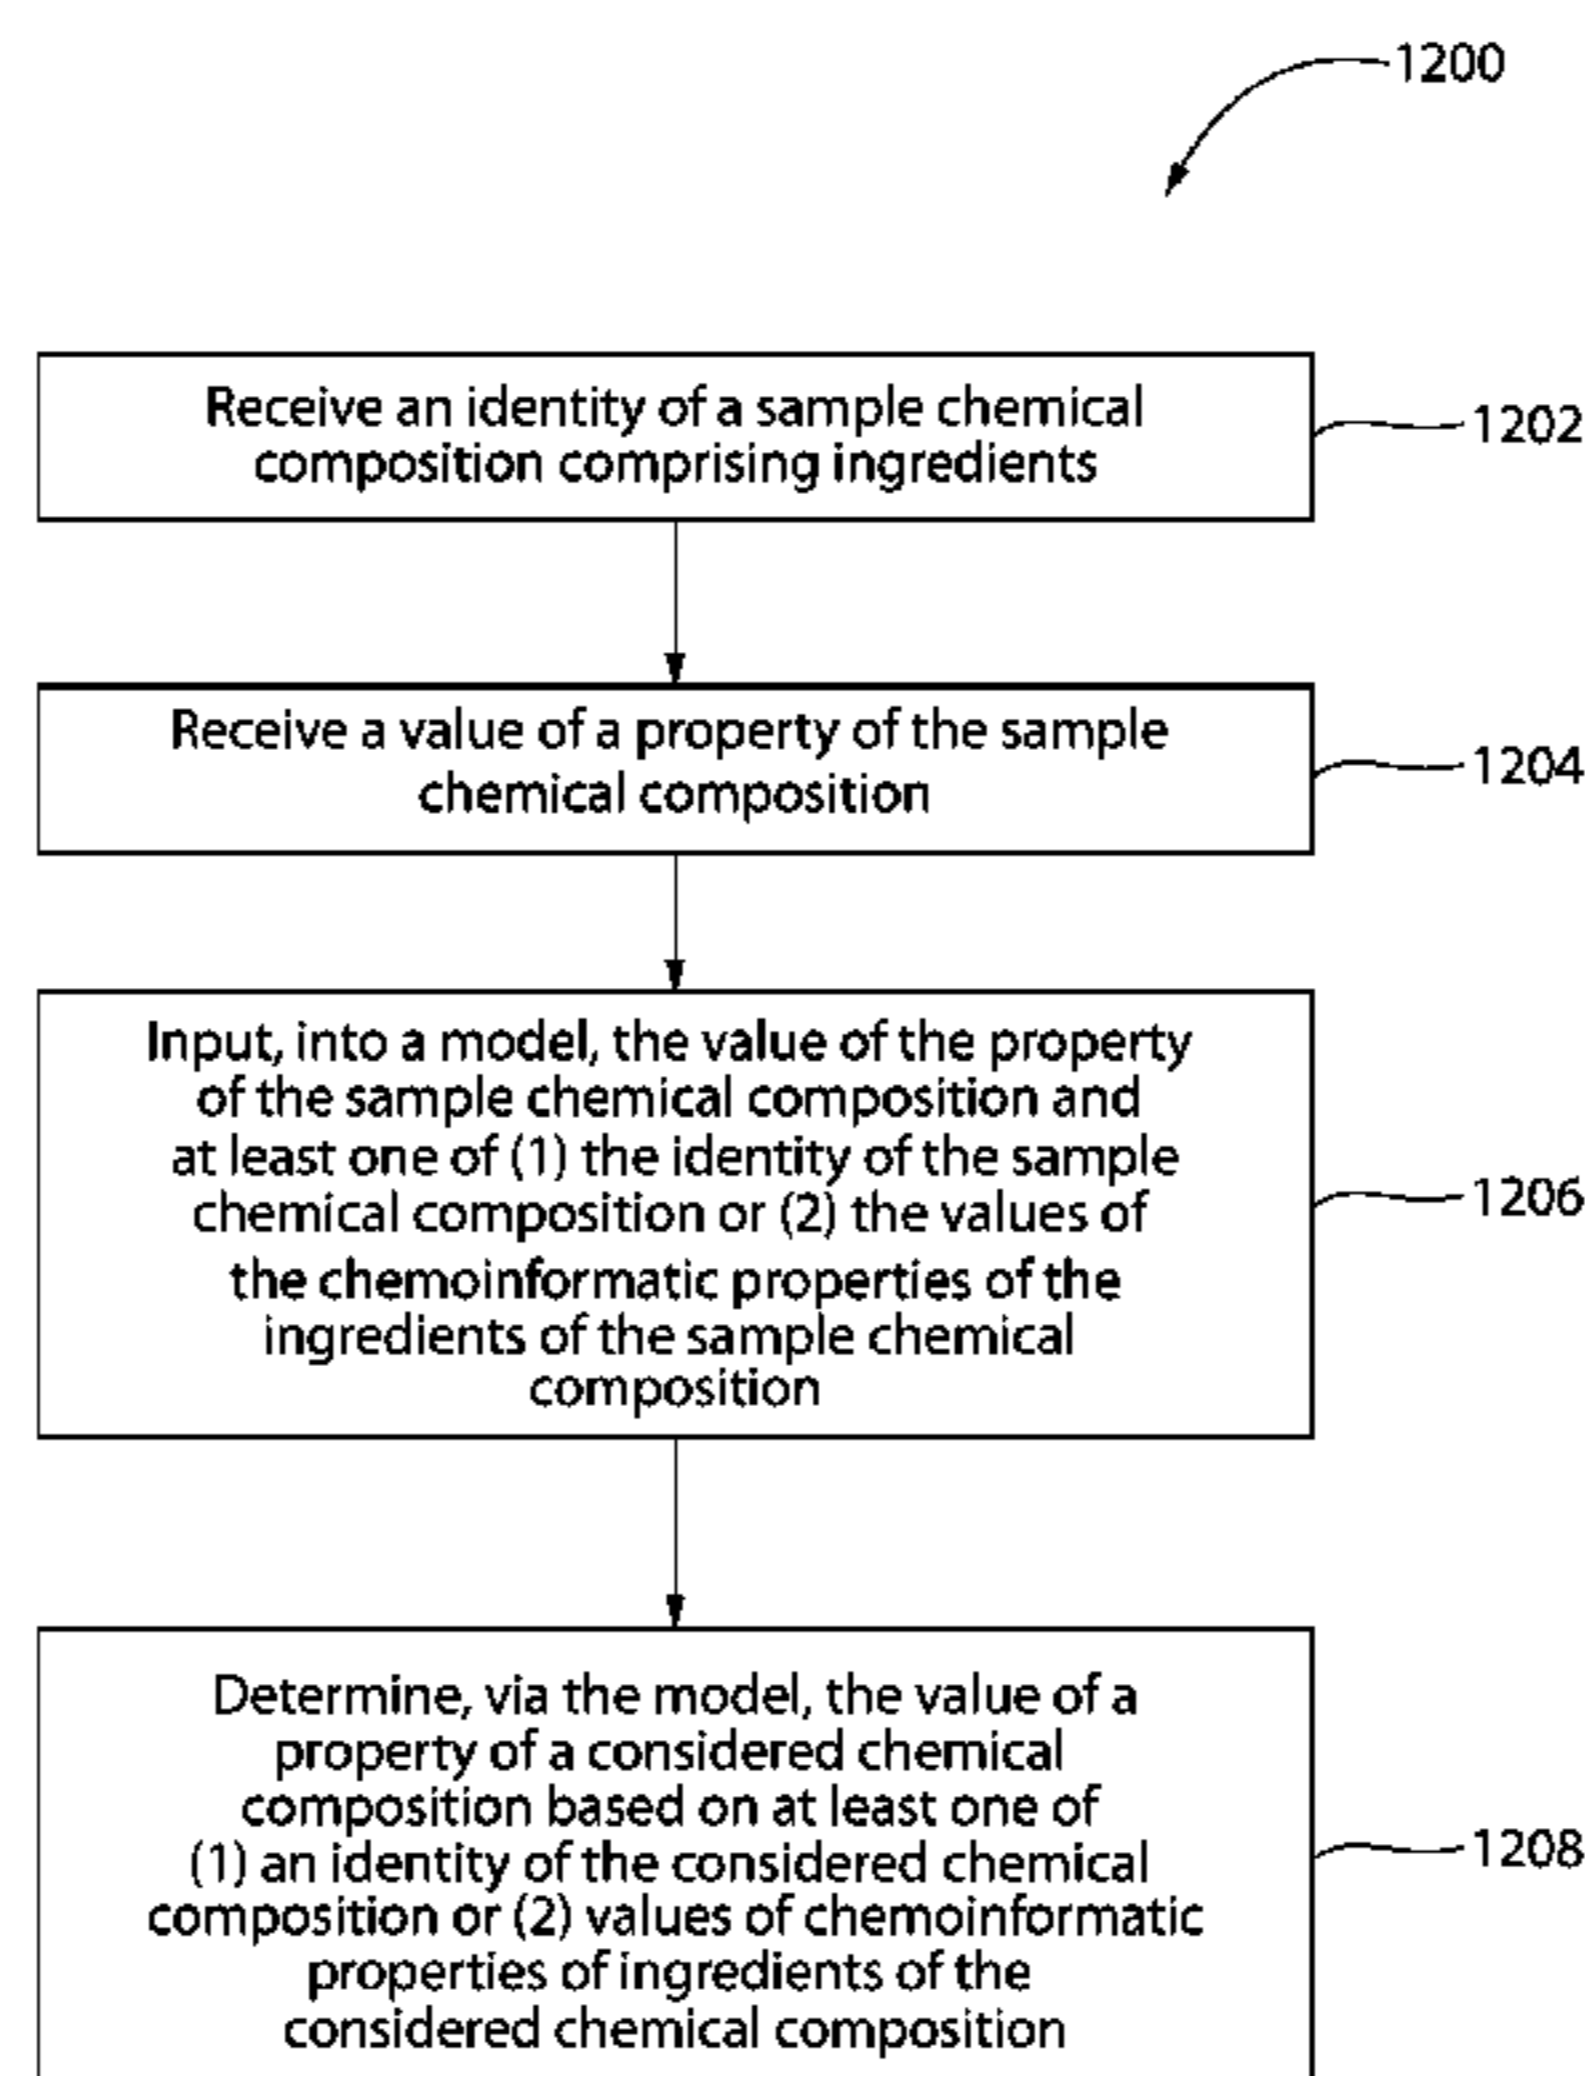 1200
Receive an identity of a sample chemical
composition comprising ingredients
1202
Receive a value of a property of the sample
chemical composition
1204
Input, into a model, the value of the property
of the sample chemical composition and
at least one of (1) the identity of the sample
chemical composition or (2) the values of
the chemoinformatic properties of the
ingredients of the sample chemical
composition
1206
Determine, via the model, the value of a
property of a considered chemical
composition based on at least one of
(1) an identity of the considered chemical
composition or (2) values of chemoinformatic
properties of ingredients of the
considered chemical composition
1208